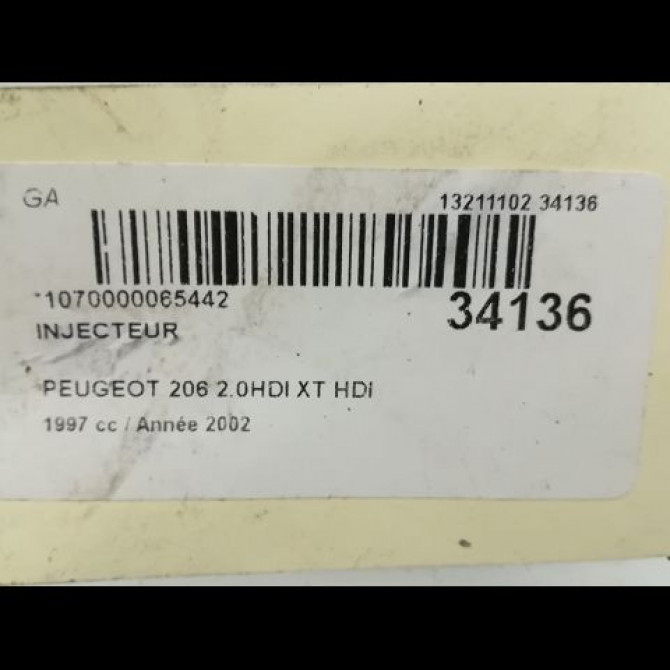 GA
13211102 34136
1070000065442
34136
INJECTEUR
PEUGEOT 206 2.0HDI XT HDi
1997 cc / Année 2002